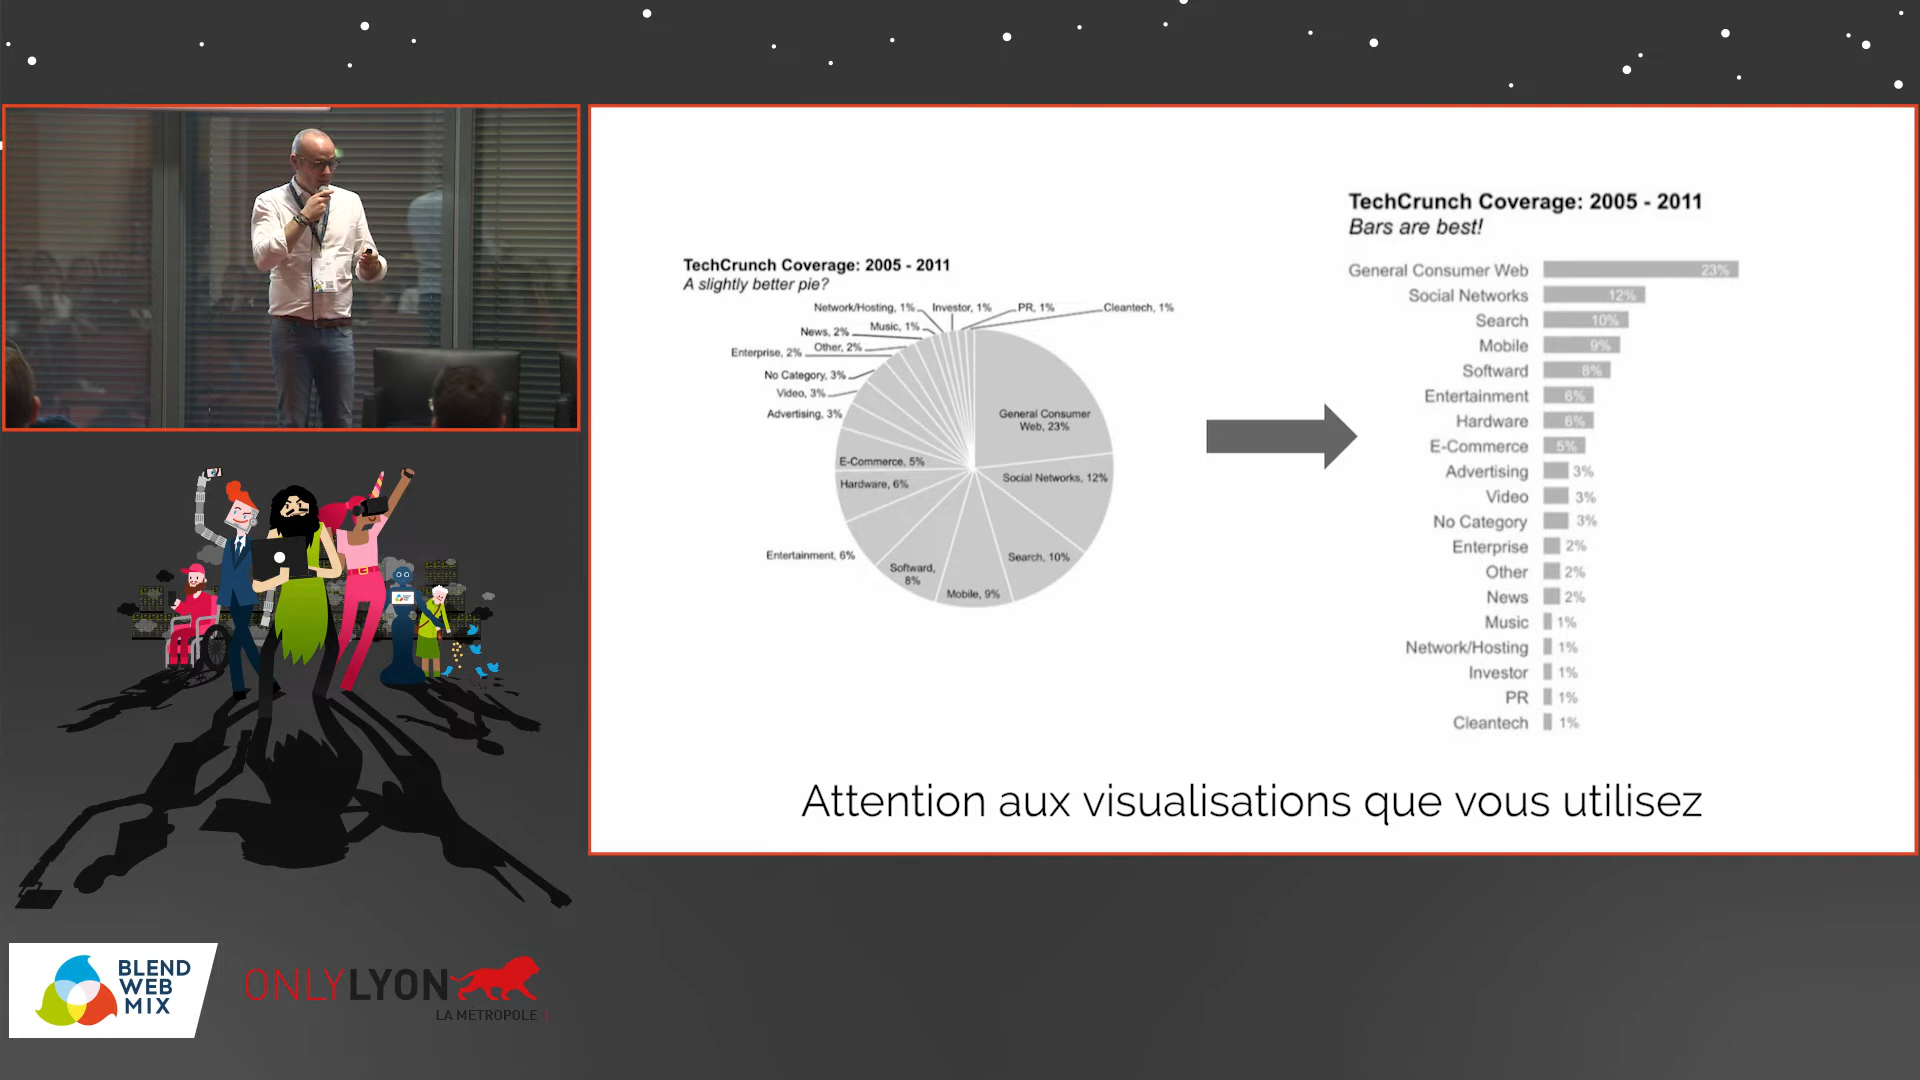 TechCrunch Coverage: 2005 - 2011
A slightly better pie?
Network/Hosting, 1%
Investor, 1%
PR, 1%
Cleantech, 1%
News, 2%
Music, 1%
Enterprise, 2%
Other, 2%
No Category, 3%
Video, 3%
Advertising, 3%
General Consumer
Web, 23%
E-Commerce, 5%
Social Networks, 12%
Hardware, 6%
Entertainment, 6%
Softward,
8%
Search, 10%
Mobile, 9%
TechCrunch Coverage: 2005 - 2011
Bars are best!
General Consumer Web 23%
Social Networks 12%
Search 10%
Mobile 9%
Softward 8%
Entertainment 6%
Hardware 6%
E-Commerce 5%
Advertising 3%
Video 3%
No Category 3%
Enterprise 2%
Other 2%
News 2%
Music 1%
Network/Hosting 1%
Investor 1%
PR 1%
Cleantech 1%
Attention aux visualisations que vous utilisez
BLEND
WEB
MIX
ONLYLYON
LA MÉTROPOLE